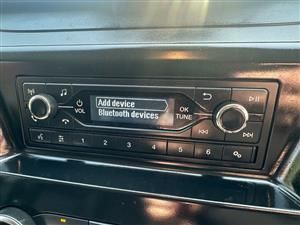 Add device
Bluetooth devices
VOL
OK
TUNE
1 2 3 4 5 6